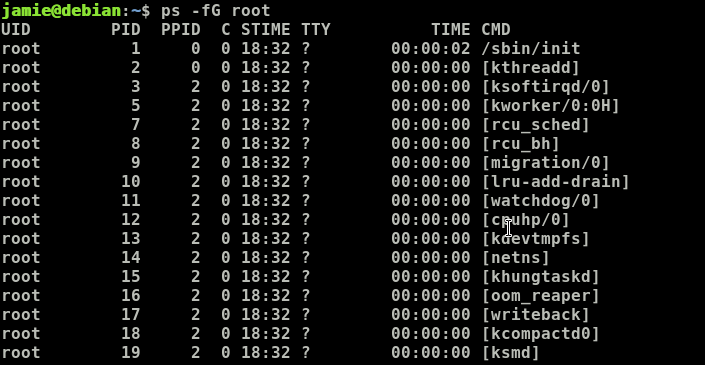 jamie@debian:~$ ps -fG root
UID        PID  PPID  C STIME TTY          TIME CMD
root         1     0  0 18:32 ?        00:00:02 /sbin/init
root         2     0  0 18:32 ?        00:00:00 [kthreadd]
root         3     2  0 18:32 ?        00:00:00 [ksoftirqd/0]
root         5     2  0 18:32 ?        00:00:00 [kworker/0:0H]
root         7     2  0 18:32 ?        00:00:00 [rcu_sched]
root         8     2  0 18:32 ?        00:00:00 [rcu_bh]
root         9     2  0 18:32 ?        00:00:00 [migration/0]
root        10     2  0 18:32 ?        00:00:00 [lru-add-drain]
root        11     2  0 18:32 ?        00:00:00 [watchdog/0]
root        12     2  0 18:32 ?        00:00:00 [cpuhp/0]
root        13     2  0 18:32 ?        00:00:00 [kdevtmpfs]
root        14     2  0 18:32 ?        00:00:00 [netns]
root        15     2  0 18:32 ?        00:00:00 [khungtaskd]
root        16     2  0 18:32 ?        00:00:00 [oom_reaper]
root        17     2  0 18:32 ?        00:00:00 [writeback]
root        18     2  0 18:32 ?        00:00:00 [kcompactd0]
root        19     2  0 18:32 ?        00:00:00 [ksmd]